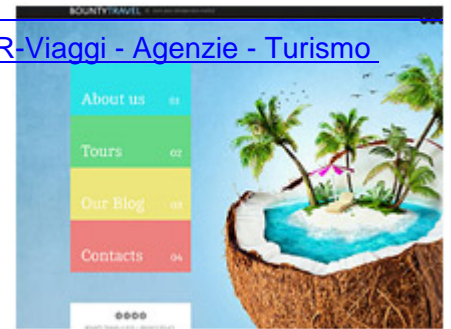 BOUNTYTRAVEL
R-Viaggi - Agenzie - Turismo
About us 01
Tours 02
Our Blog 03
Contacts 04